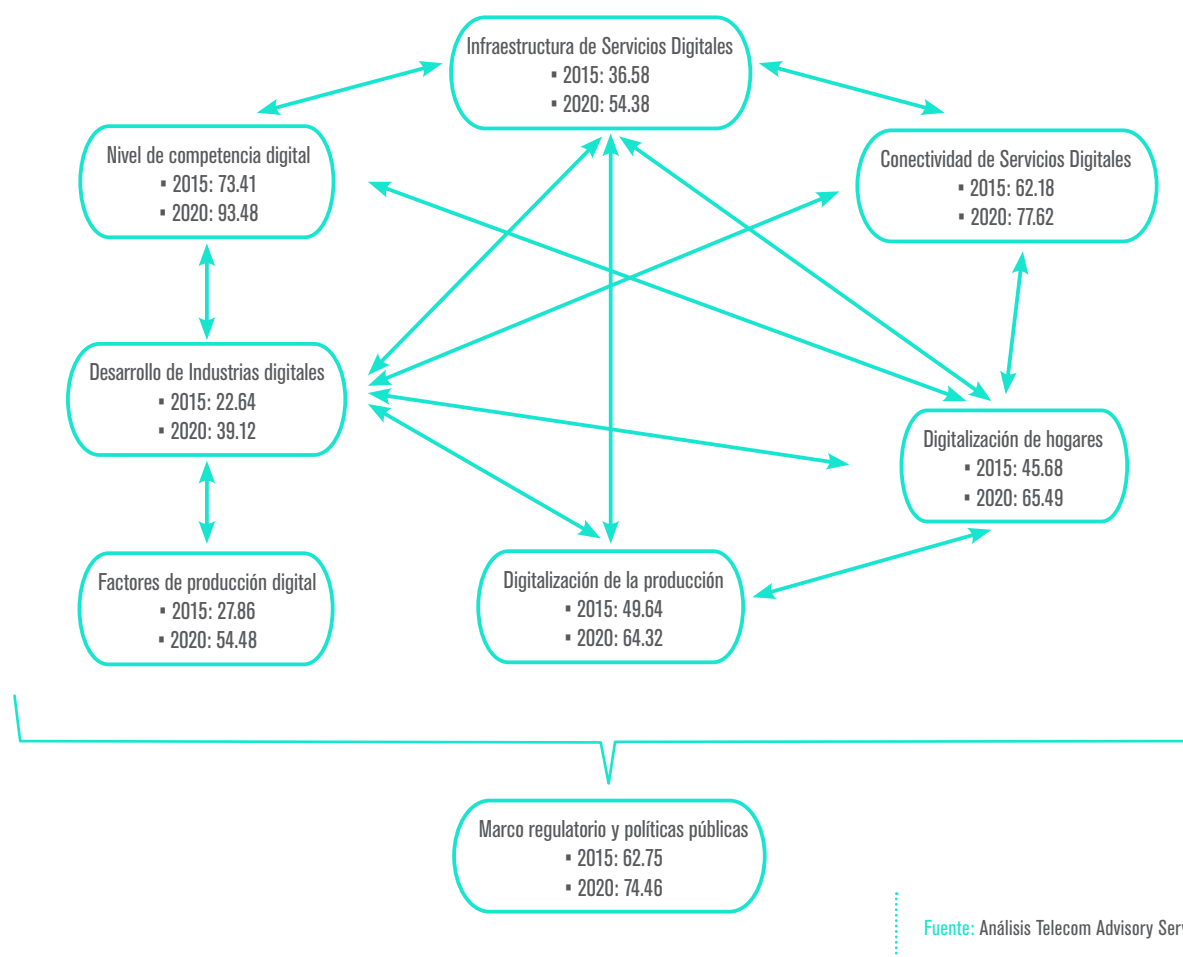 Infraestructura de Servicios Digitales
▪ 2015: 36.58
▪ 2020: 54.38
Nivel de competencia digital
▪ 2015: 73.41
▪ 2020: 93.48
Conectividad de Servicios Digitales
▪ 2015: 62.18
▪ 2020: 77.62
Desarrollo de Industrias digitales
▪ 2015: 22.64
▪ 2020: 39.12
Digitalización de hogares
▪ 2015: 45.68
▪ 2020: 65.49
Factores de producción digital
▪ 2015: 27.86
▪ 2020: 54.48
Digitalización de la producción
▪ 2015: 49.64
▪ 2020: 64.32
Marco regulatorio y políticas públicas
▪ 2015: 62.75
▪ 2020: 74.46
Fuente: Análisis Telecom Advisory